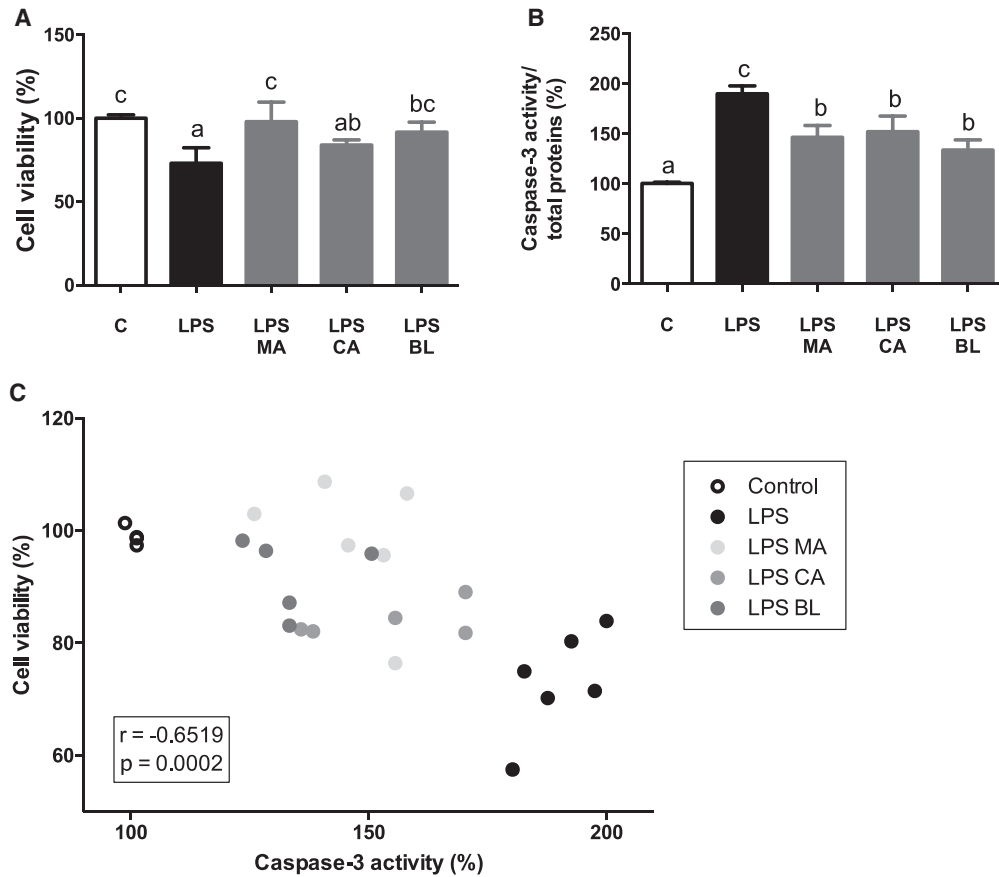 A
Cell viability (%)
150
100
50
0
c
a
c
ab
bc
C
LPS
LPS
MA
LPS
CA
LPS
BL
B
Caspase-3 activity/
total proteins (%)
250
200
150
100
50
0
a
c
b
b
b
C
LPS
LPS
MA
LPS
CA
LPS
BL
C
Cell viability (%)
120
100
80
60
r = -0.6519
p = 0.0002
100
150
200
Caspase-3 activity (%)
Control
LPS
LPS MA
LPS CA
LPS BL